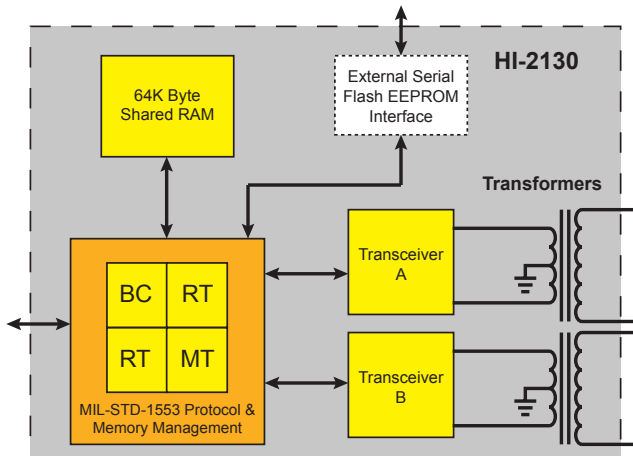 HI-2130
64K Byte
Shared RAM
External Serial
Flash EEPROM
Interface
Transformers
Transceiver
A
BC
RT
RT
MT
MIL-STD-1553 Protocol &
Memory Management
Transceiver
B